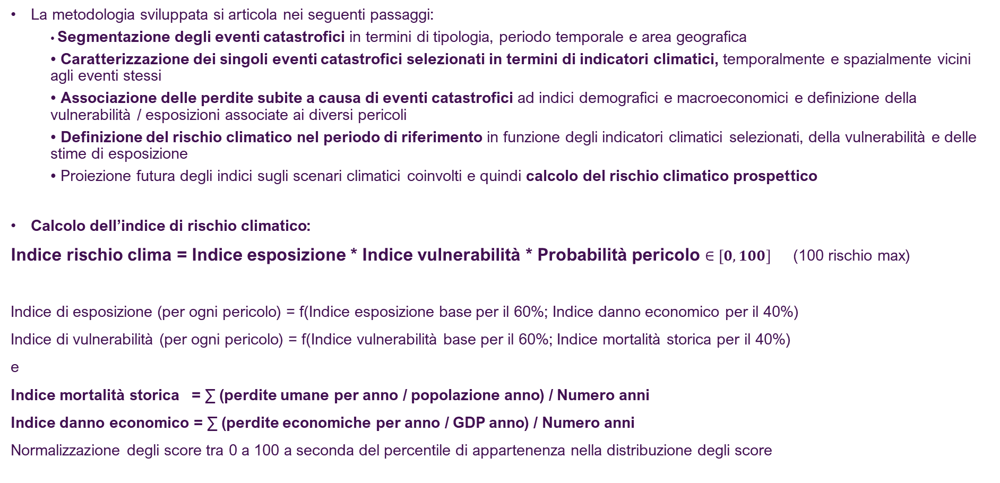 • La metodologia sviluppata si articola nei seguenti passaggi:
• Segmentazione degli eventi catastrofici in termini di tipologia, periodo temporale e area geografica
• Caratterizzazione dei singoli eventi catastrofici selezionati in termini di indicatori climatici, temporalmente e spazialmente vicini
agli eventi stessi
• Associazione delle perdite subite a causa di eventi catastrofici ad indici demografici e macroeconomici e definizione della
vulnerabilità / esposizioni associate ai diversi pericoli
• Definizione del rischio climatico nel periodo di riferimento in funzione degli indicatori climatici selezionati, della vulnerabilità e delle
stime di esposizione
• Proiezione futura degli indici sugli scenari climatici coinvolti e quindi calcolo del rischio climatico prospettico
• Calcolo dell’indice di rischio climatico:
Indice rischio clima = Indice esposizione * Indice vulnerabilità * Probabilità pericolo ∈ [0, 100] (100 rischio max)
Indice di esposizione (per ogni pericolo) = f(Indice esposizione base per il 60%; Indice danno economico per il 40%)
Indice di vulnerabilità (per ogni pericolo) = f(Indice vulnerabilità base per il 60%; Indice mortalità storica per il 40%)
e
Indice mortalità storica = ∑ (perdite umane per anno / popolazione anno) / Numero anni
Indice danno economico = ∑ (perdite economiche per anno / GDP anno) / Numero anni
Normalizzazione degli score tra 0 a 100 a seconda del percentile di appartenenza nella distribuzione degli score